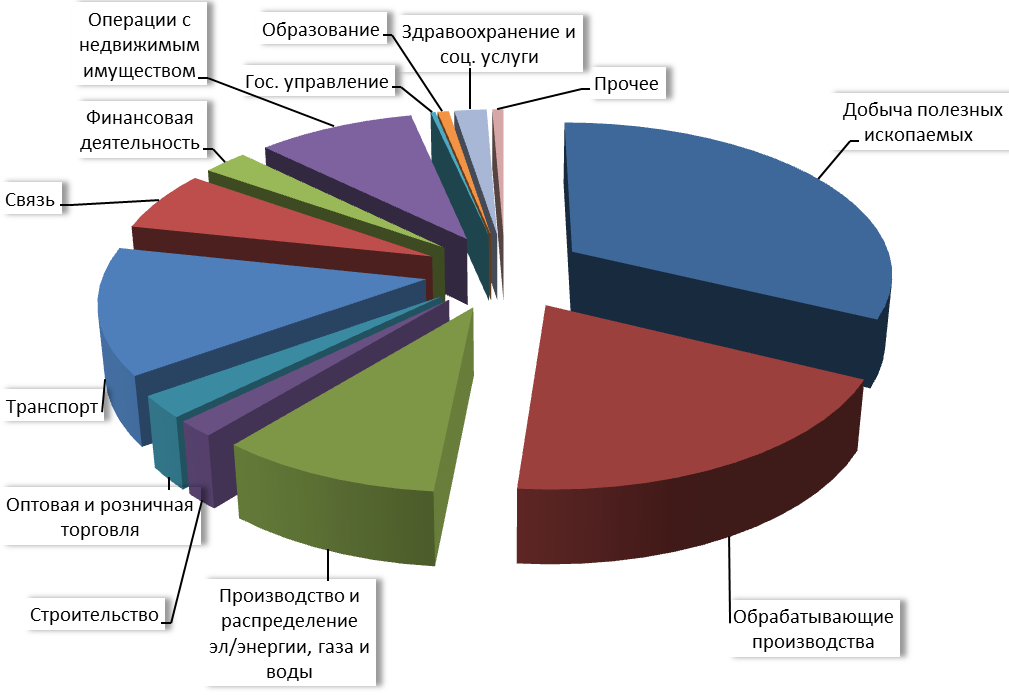 Операции с
недвижимым
имуществом
Образование
Здравоохранение и
соц. услуги
Гос. управление
Прочее
Добыча полезных
ископаемых
Финансовая
деятельность
Связь
Транспорт
Оптовая и розничная
торговля
Строительство
Производство и
распределение
эл/энергии, газа и
воды
Обрабатывающие
производства